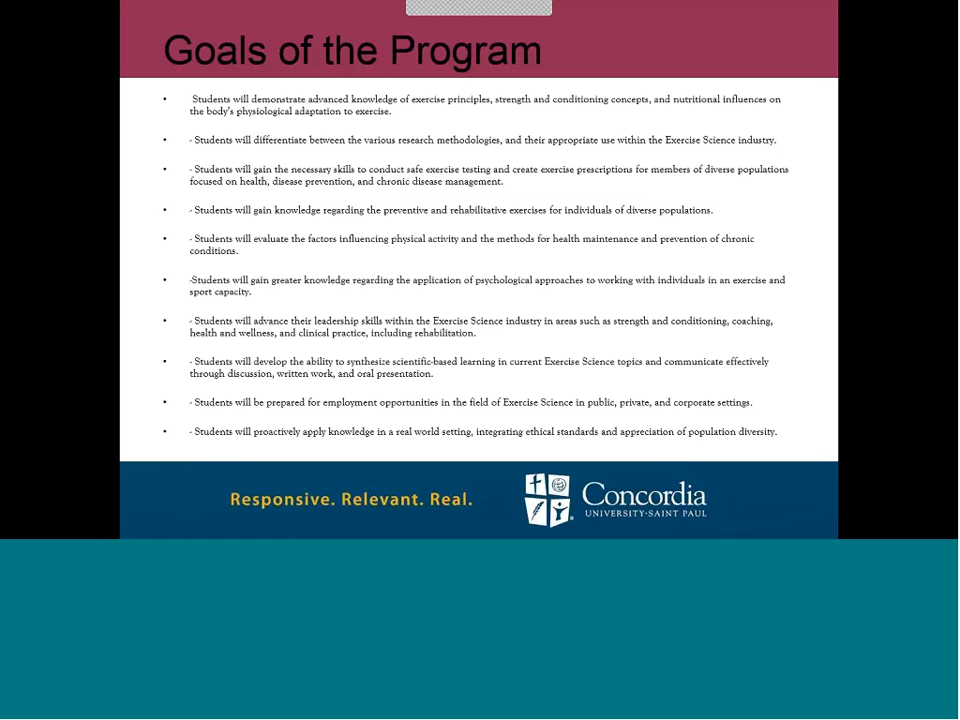 Goals of the Program
• Students will demonstrate advanced knowledge of exercise principles, strength and conditioning concepts, and nutritional influences on
the body's physiological adaptation to exercise.
• - Students will differentiate between the various research methodologies, and their appropriate use within the Exercise Science industry.
• - Students will gain the necessary skills to conduct safe exercise testing and create exercise prescriptions for members of diverse populations
focused on health, disease prevention, and chronic disease management.
• - Students will gain knowledge regarding the preventive and rehabilitative exercises for individuals of diverse populations.
• - Students will evaluate the factors influencing physical activity and the methods for health maintenance and prevention of chronic
conditions.
• -Students will gain greater knowledge regarding the application of psychological approaches to working with individuals in an exercise and
sport capacity.
• - Students will advance their leadership skills within the Exercise Science industry in areas such as strength and conditioning, coaching,
health and wellness, and clinical practice, including rehabilitation.
• - Students will develop the ability to synthesize scientific-based learning in current Exercise Science topics and communicate effectively
through discussion, written work, and oral presentation.
• - Students will be prepared for employment opportunities in the field of Exercise Science in public, private, and corporate settings.
• - Students will proactively apply knowledge in a real world setting, integrating ethical standards and appreciation of population diversity.
Responsive. Relevant. Real.
Concordia
UNIVERSITY·SAINT PAUL